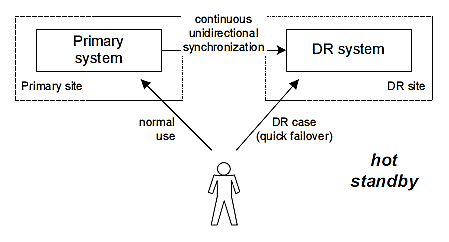 continuous
unidirectional
synchronization
Primary
system
DR system
Primary site
DR site
normal
use
DR case
(quick failover)
hot
standby